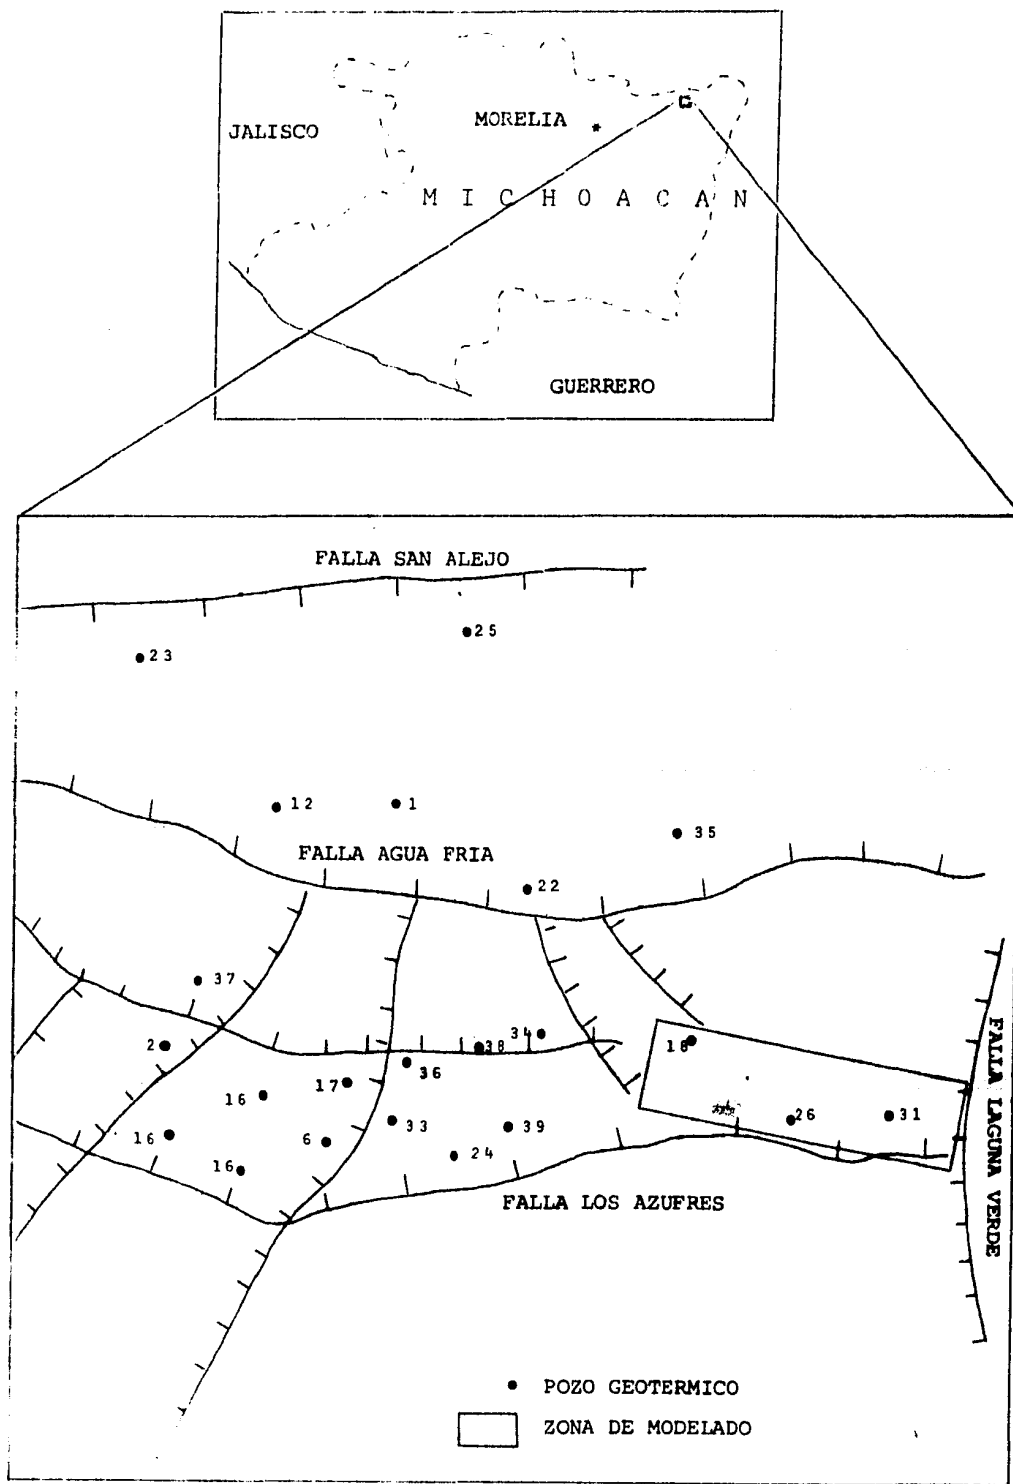 JALISCO
MORELIA
MICHOACAN
GUERRERO
FALLA SAN ALEJO
25
23
12
1
35
FALLA AGUA FRIA
22
37
34
2
38
18
36
17
16
26
31
33
39
16
6
24
16
FALLA LOS AZUFRES
FALLA LAGUNA VERDE
POZO GEOTERMICO
ZONA DE MODELADO